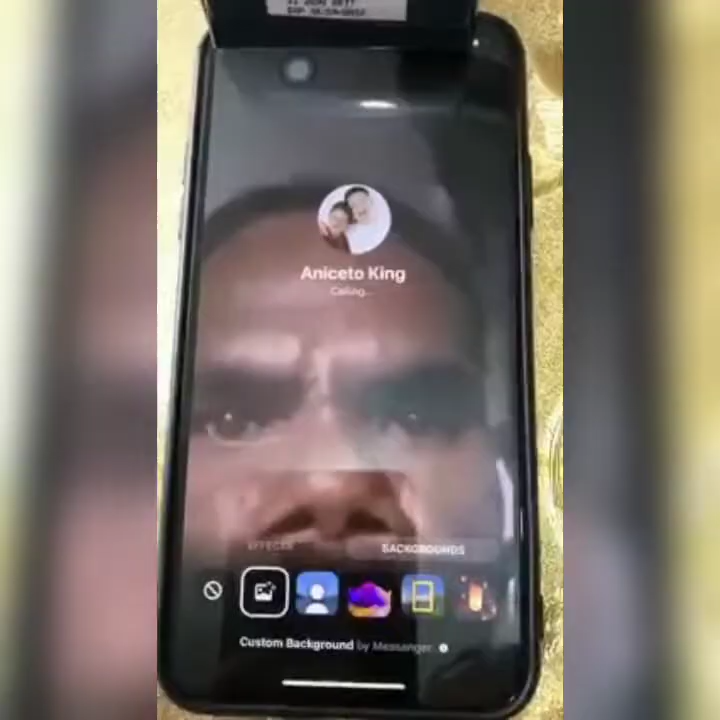 Aniceto King
Calling...
EFFECTS
BACKGROUNDS
Custom Background by Messenger